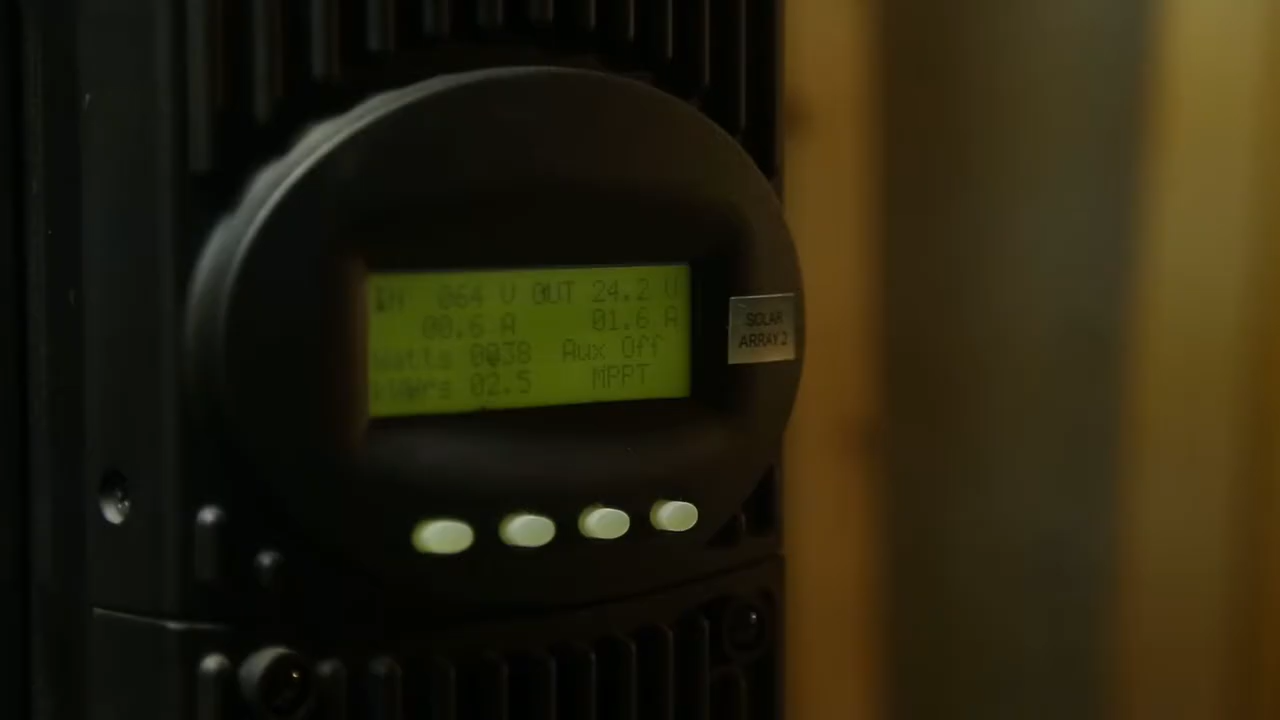 IN 064 V OUT 24.2 V
00.6 A 01.6 A
Watts 0038 Aux Off
kWHrs 02.5 MPPT
SOLAR
ARRAY 2